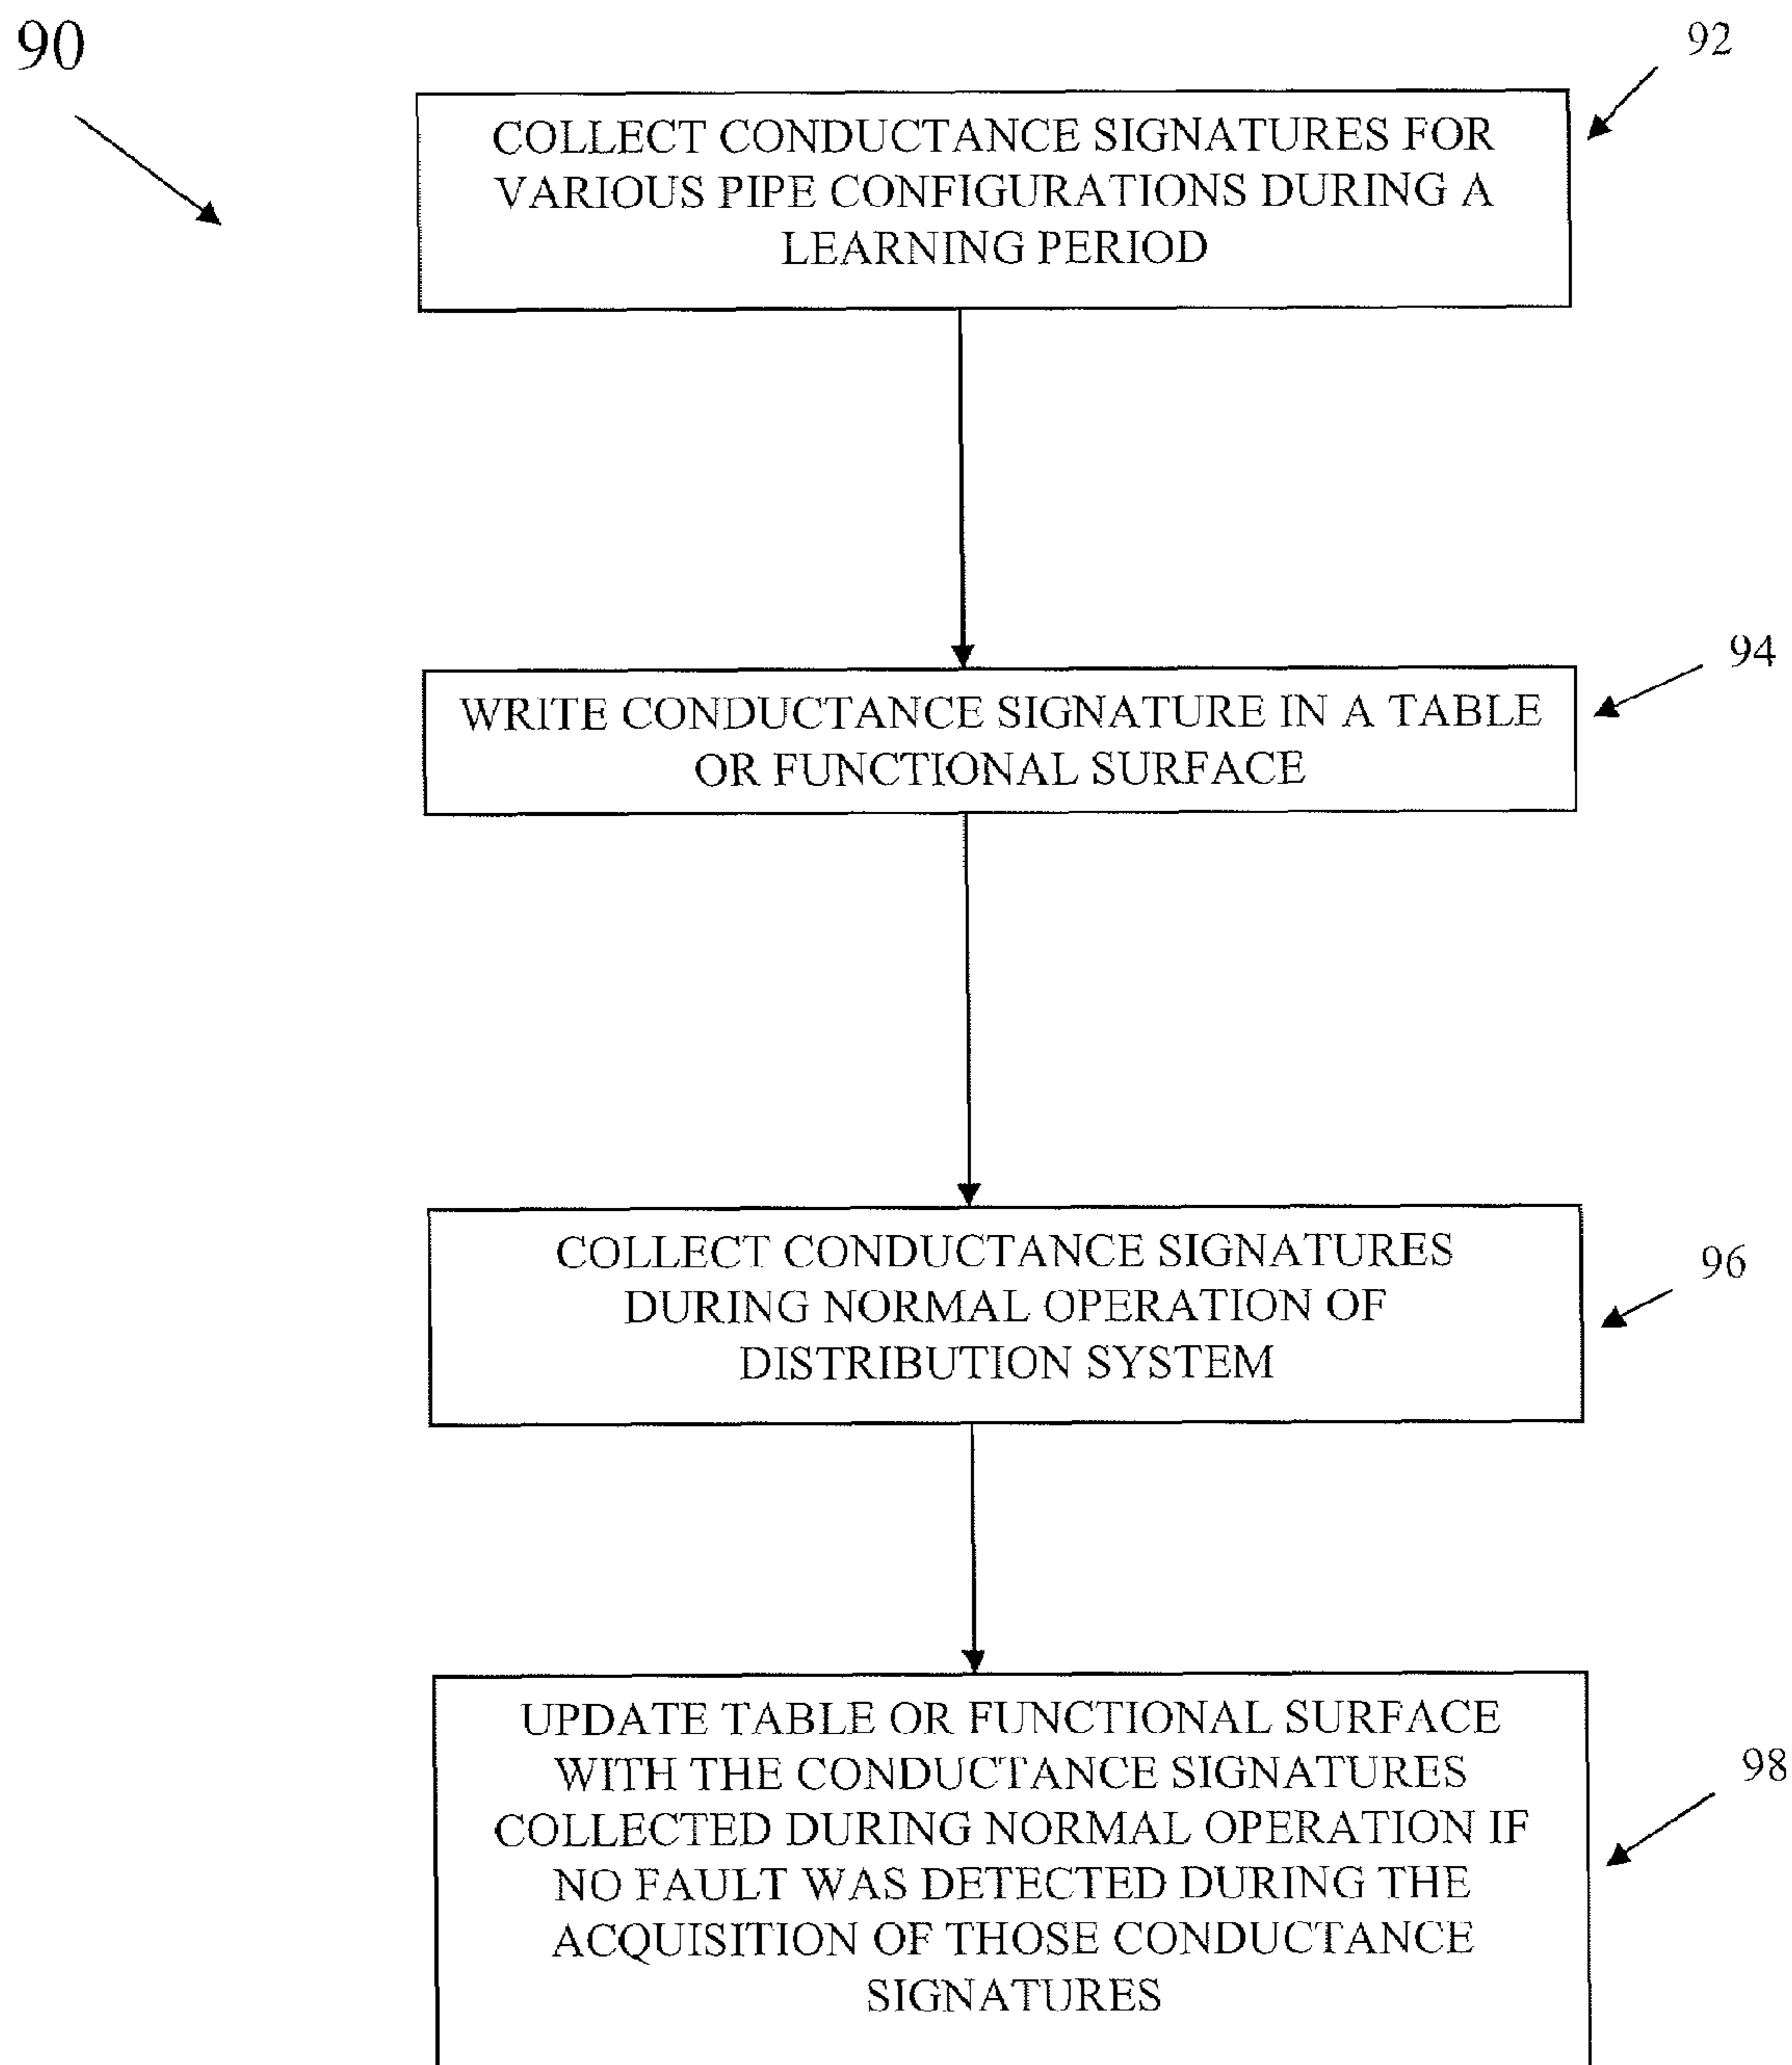 90
92
COLLECT CONDUCTANCE SIGNATURES FOR
VARIOUS PIPE CONFIGURATIONS DURING A
LEARNING PERIOD
94
WRITE CONDUCTANCE SIGNATURE IN A TABLE
OR FUNCTIONAL SURFACE
96
COLLECT CONDUCTANCE SIGNATURES
DURING NORMAL OPERATION OF
DISTRIBUTION SYSTEM
98
UPDATE TABLE OR FUNCTIONAL SURFACE
WITH THE CONDUCTANCE SIGNATURES
COLLECTED DURING NORMAL OPERATION IF
NO FAULT WAS DETECTED DURING THE
ACQUISITION OF THOSE CONDUCTANCE
SIGNATURES